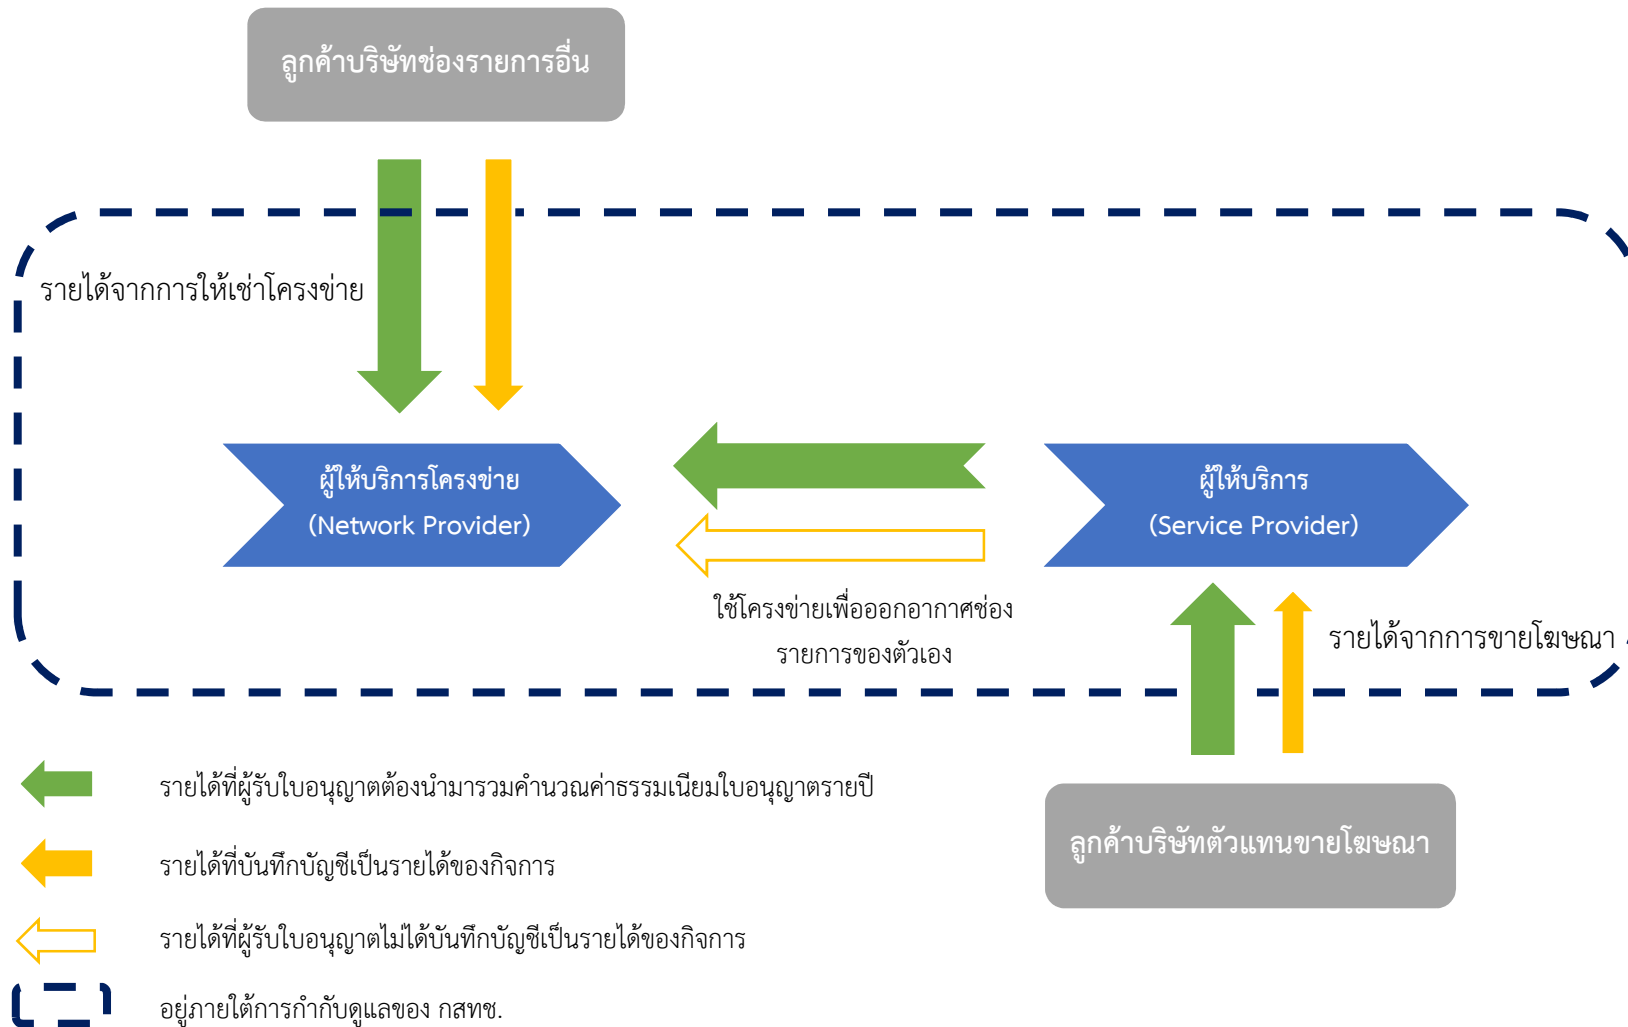 ลูกค้าบริษัทช่องรายการอื่น
รายได้จากการให้เช่าโครงข่าย
ผู้ให้บริการโครงข่าย
(Network Provider)
ผู้ให้บริการ
(Service Provider)
ใช้โครงข่ายเพื่อออกอากาศช่อง
รายการของตัวเอง
รายได้จากการขายโฆษณา
รายได้ที่ผู้รับใบอนุญาตต้องนำมารวมคำนวณค่าธรรมเนียมใบอนุญาตรายปี
ลูกค้าบริษัทตัวแทนขายโฆษณา
รายได้ที่บันทึกบัญชีเป็นรายได้ของกิจการ
รายได้ที่ผู้รับใบอนุญาตไม่ได้บันทึกบัญชีเป็นรายได้ของกิจการ
อยู่ภายใต้การกำกับดูแลของ กสทช.